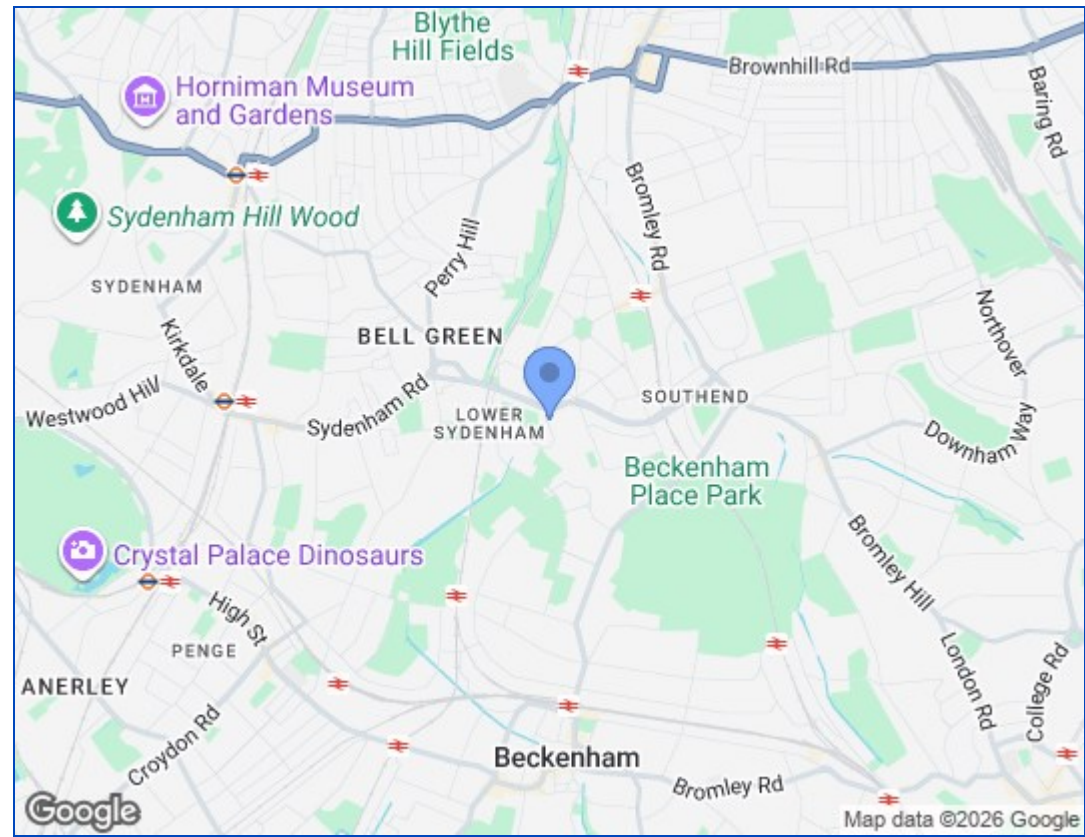 Blythe
Hill Fields
Brownhill Rd
Baring Rd
Horniman Museum
and Gardens
Bromley Rd
Sydenham Hill Wood
Perry Hill
SYDENHAM
Northover
Kirkdale
BELL GREEN
Westwood Hill
Sydenham Rd
SOUTHEND
LOWER
SYDENHAM
Downham Way
Beckenham
Place Park
Crystal Palace Dinosaurs
Bromley Hill
High St
PENGE
London Rd
College Rd
ANERLEY
Croydon Rd
Beckenham
Bromley Rd
Google
Map data ©2026 Google